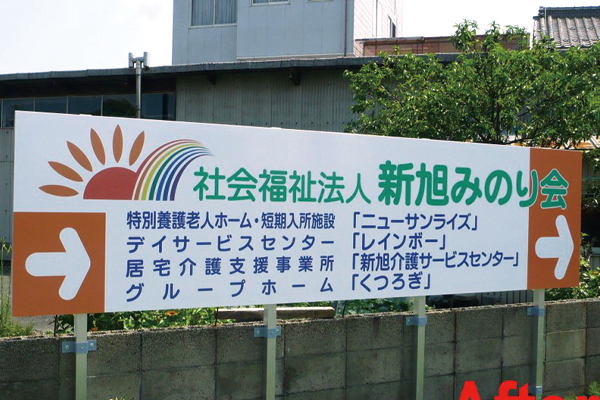 社会福祉法人 新旭みのり会
特別養護老人ホーム・短期入所施設「ニューサンライズ」
デイサービスセンター「レインボー」
居宅介護支援事業所「新旭介護サービスセンター」
グループホーム「くつろぎ」
After